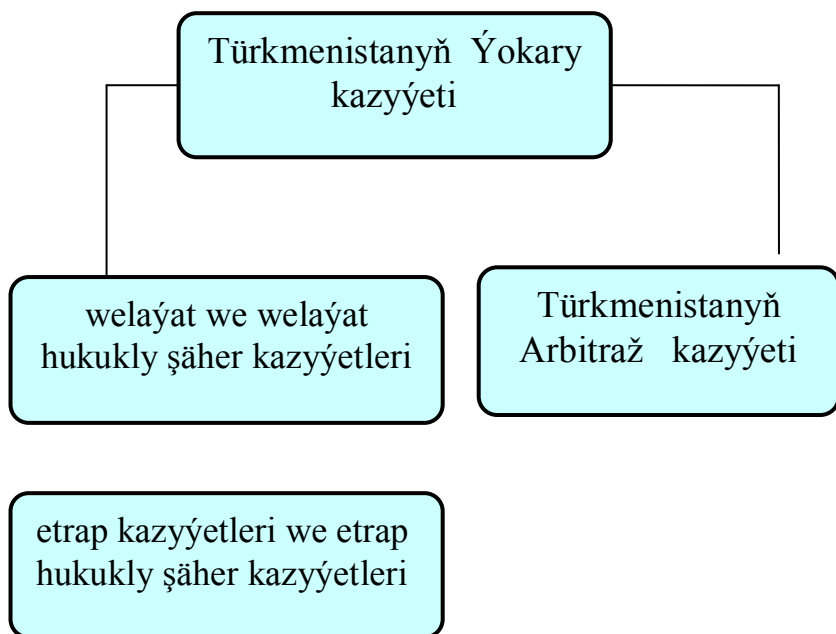 Türkmenistanyň Ýokary
kazyýeti
welaýat we welaýat
hukukly şäher kazyýetleri
Türkmenistanyň
Arbitraž kazyýeti
etrap kazyýetleri we etrap
hukukly şäher kazyýetleri